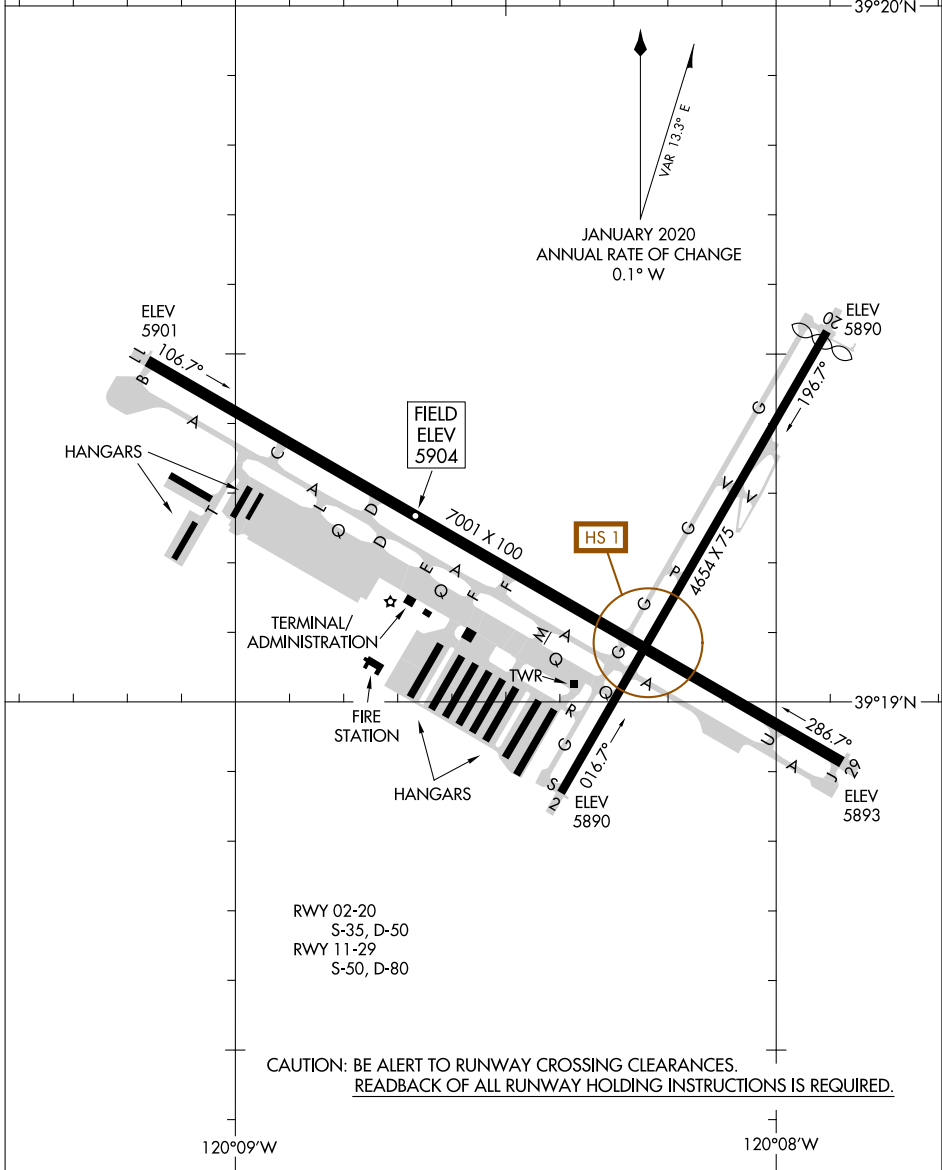 39°20'N
VAR 13.3° E
JANUARY 2020
ANNUAL RATE OF CHANGE
0.1° W
ELEV
5901
11
106.7°
B
A
HANGARS
C
A
L
Q
T
D
D
FIELD
ELEV
5904
7001 X 100
E
A
Q
F
F
20
ELEV
5890
196.7°
G
V
V
G
4654 X 75
P
G
HS 1
G
TERMINAL/
ADMINISTRATION
FIRE
STATION
HANGARS
M
A
Q
TWR
Q
A
R
G
016.7°
S
2
ELEV
5890
39°19'N
286.7°
U
A
J
29
ELEV
5893
RWY 02-20
S-35, D-50
RWY 11-29
S-50, D-80
CAUTION: BE ALERT TO RUNWAY CROSSING CLEARANCES.
READBACK OF ALL RUNWAY HOLDING INSTRUCTIONS IS REQUIRED.
120°09'W
120°08'W